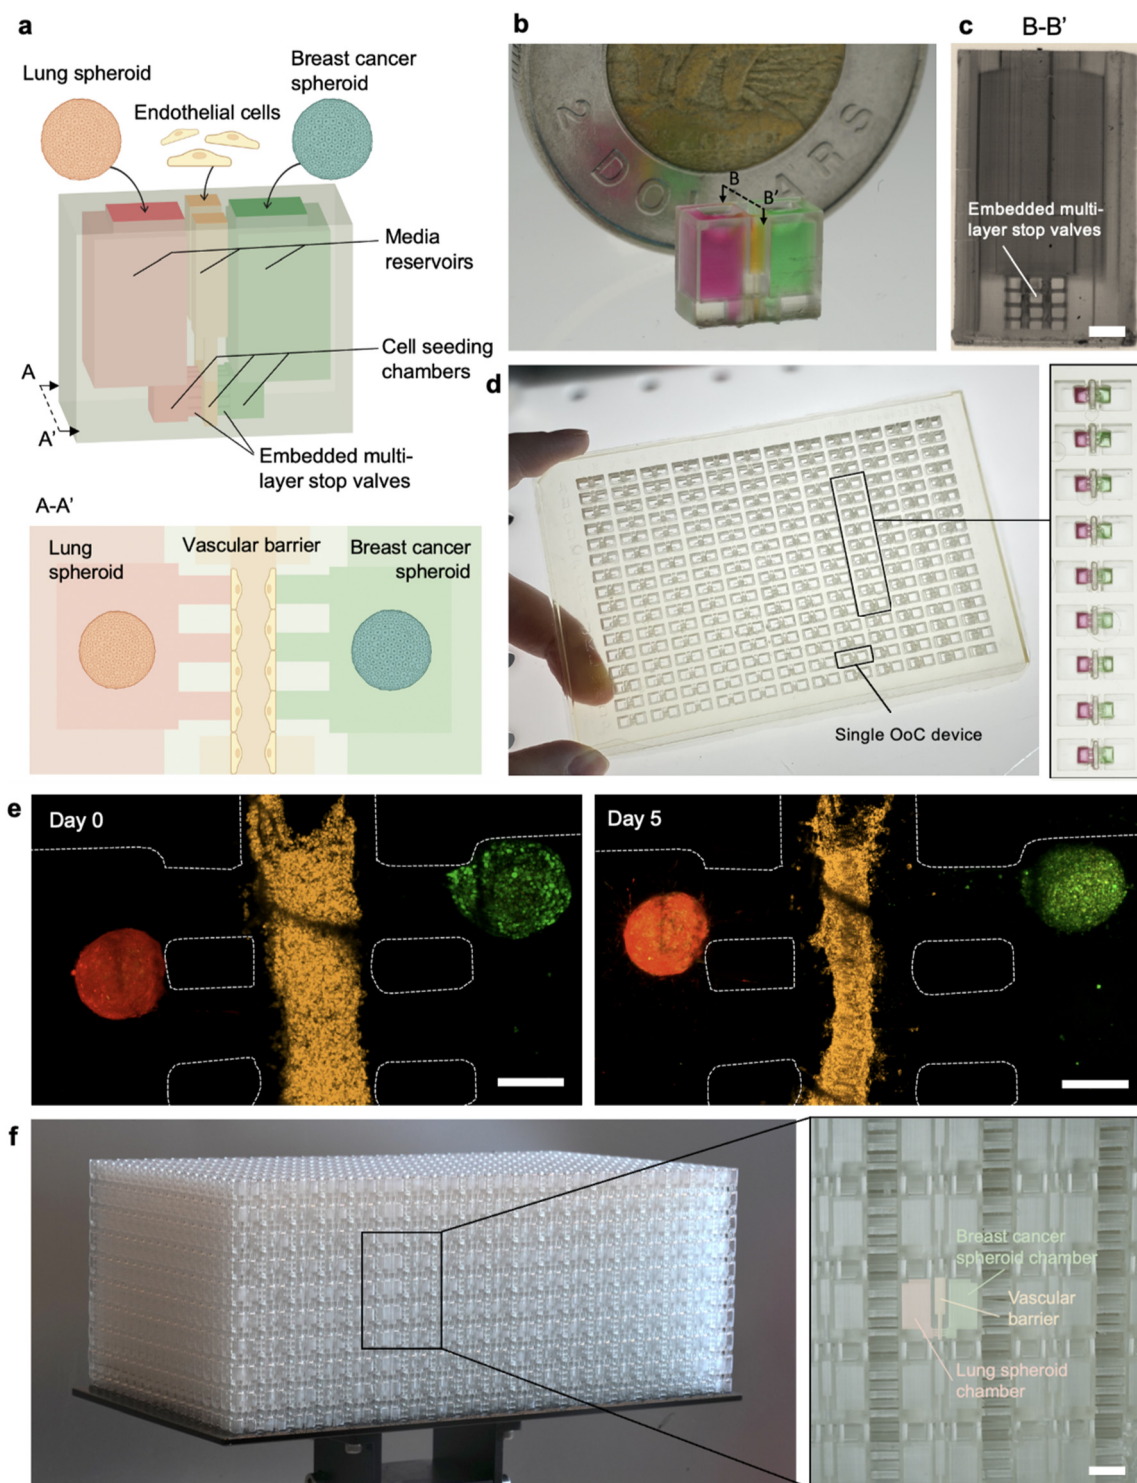 a
Lung spheroid
Breast cancer
spheroid
Endothelial cells
Media
reservoirs
Cell seeding
chambers
A
A'
Embedded multi-
layer stop valves
A-A'
Lung
spheroid
Vascular barrier
Breast cancer
spheroid
b
2 DOLLARS
B
B'
c
B-B'
Embedded multi-
layer stop valves
d
Single OoC device
e
Day 0
Day 5
f
Breast cancer
spheroid chamber
Vascular
barrier
Lung spheroid
chamber